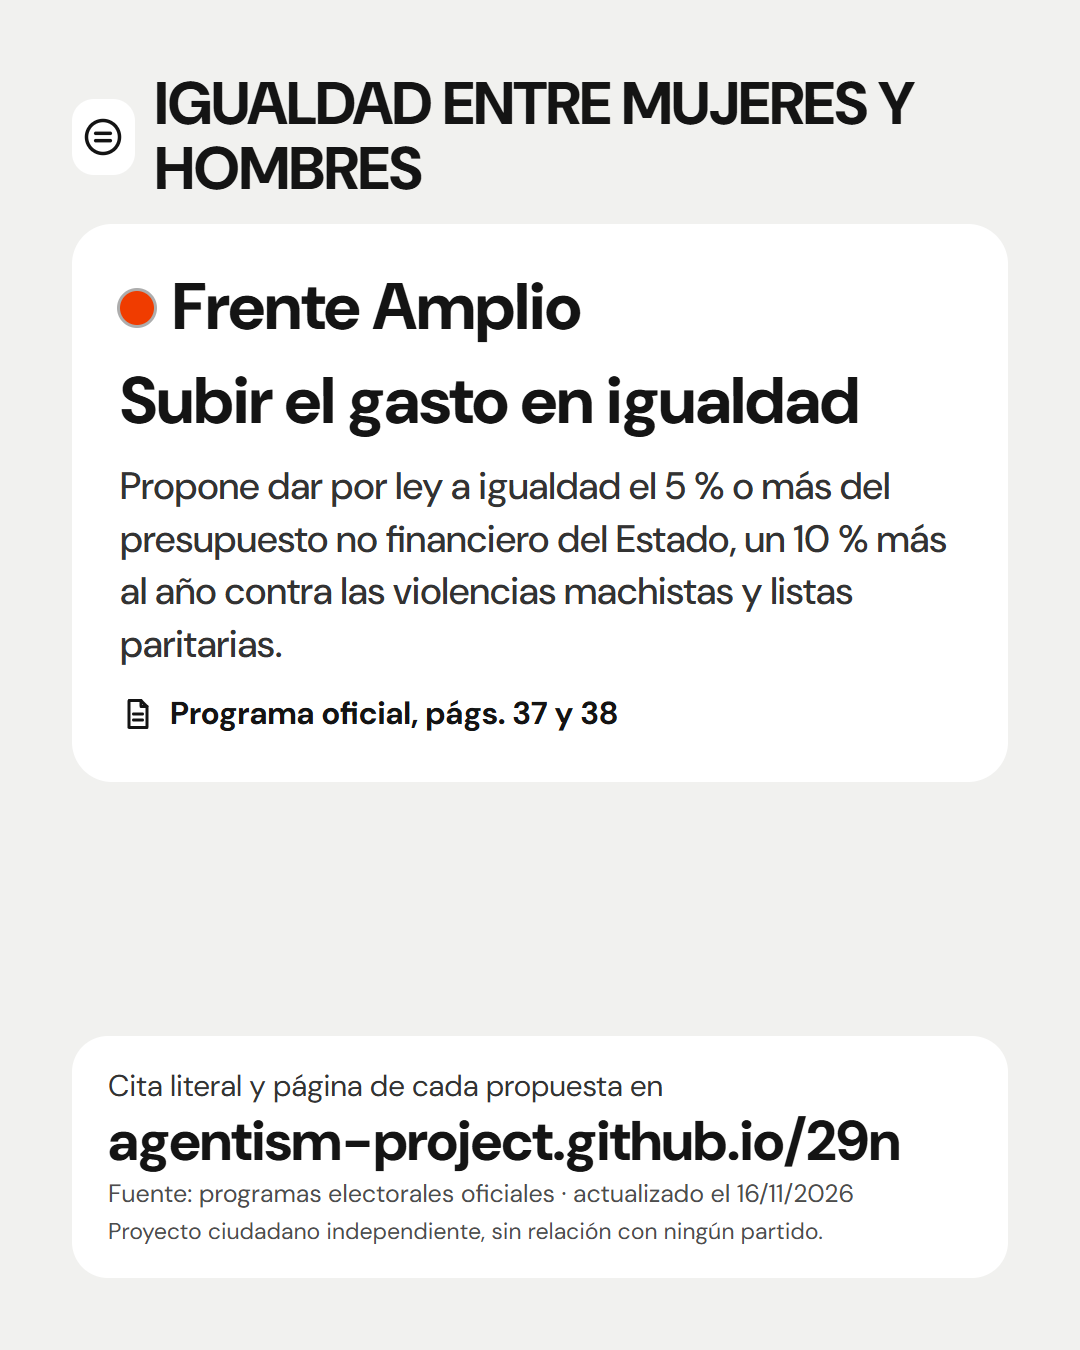 IGUALDAD ENTRE MUJERES Y
HOMBRES
Frente Amplio
Subir el gasto en igualdad
Propone dar por ley a igualdad el 5 % o más del
presupuesto no financiero del Estado, un 10 % más
al año contra las violencias machistas y listas
paritarias.
Programa oficial, págs. 37 y 38
Cita literal y página de cada propuesta en
agentism-project.github.io/29n
Fuente: programas electorales oficiales · actualizado el 16/11/2026
Proyecto ciudadano independiente, sin relación con ningún partido.